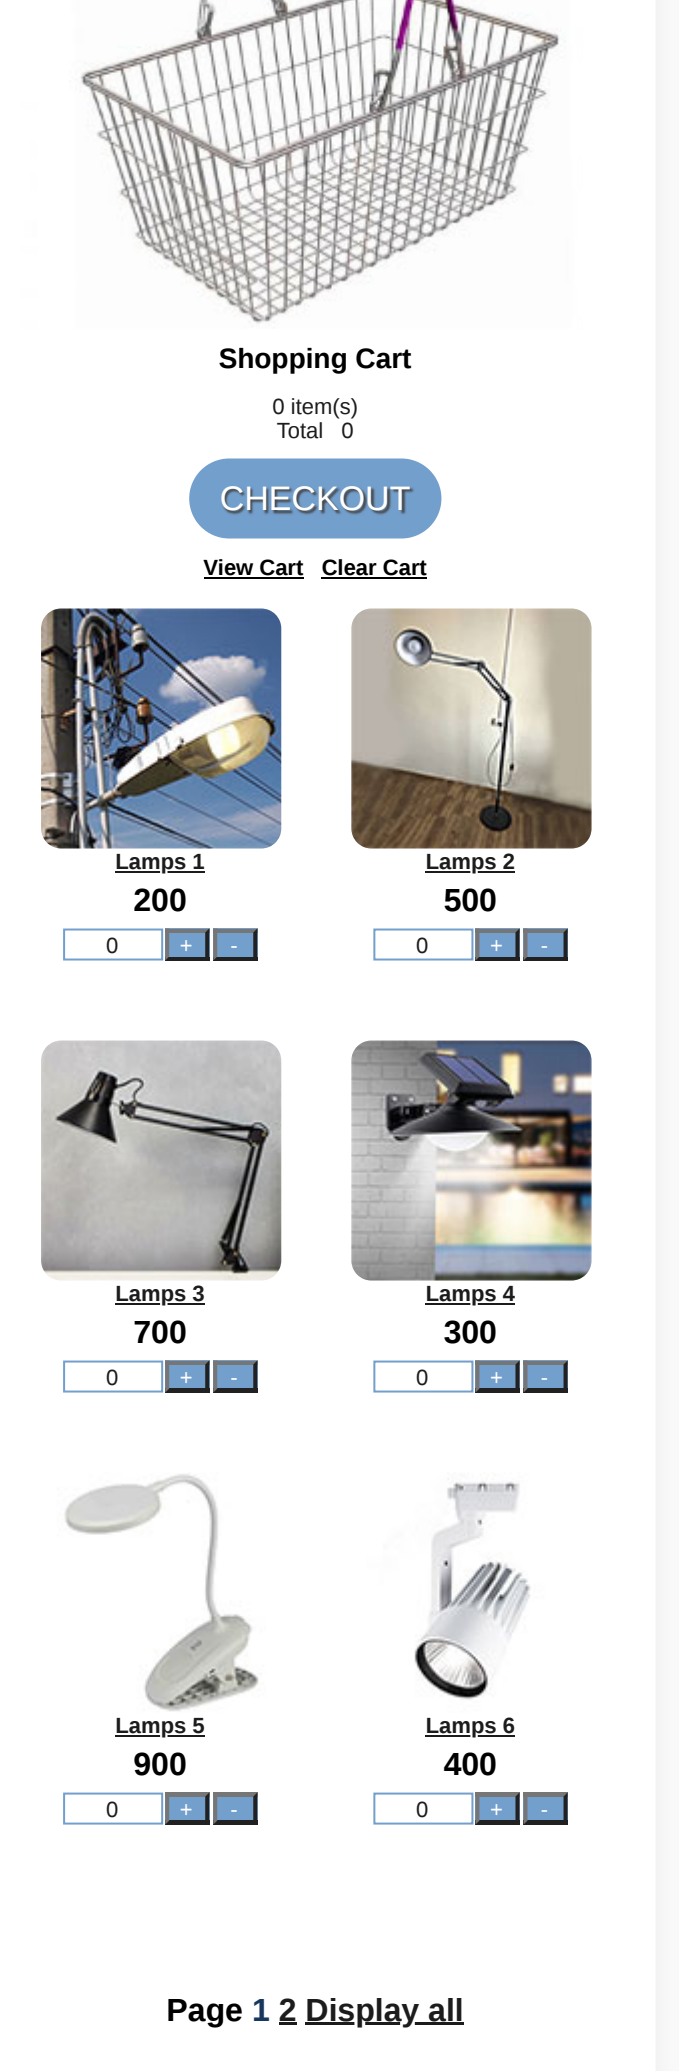 Shopping Cart
0 item(s)
Total 0
CHECKOUT
View Cart Clear Cart
Lamps 1
200
0 + -
Lamps 2
500
0 + -
Lamps 3
700
0 + -
Lamps 4
300
0 + -
Lamps 5
900
0 + -
Lamps 6
400
0 + -
Page 1 2 Display all